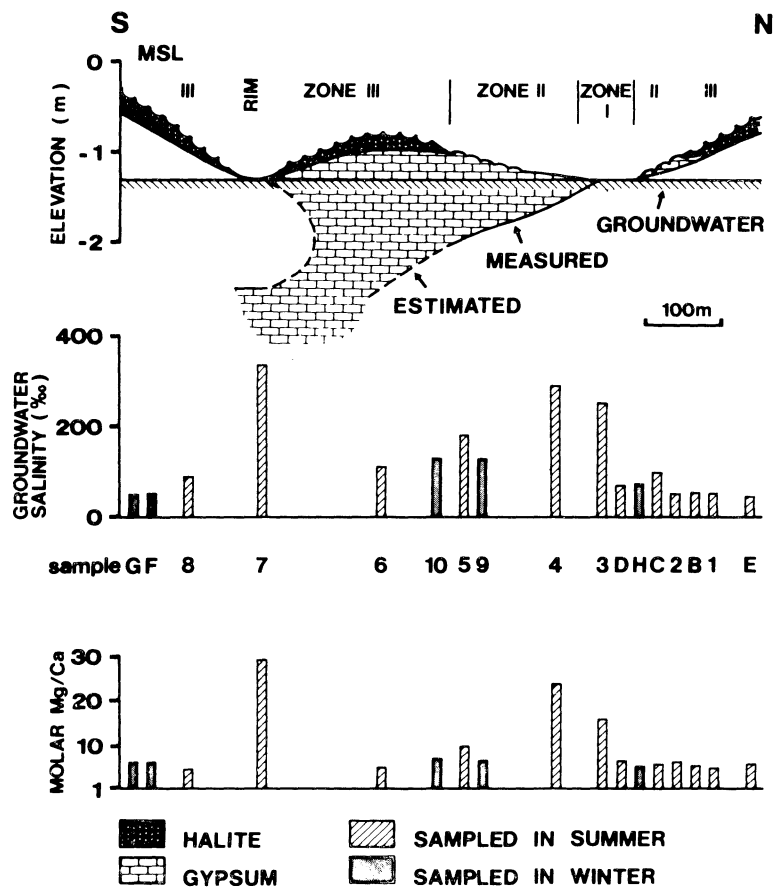 S N
MSL
0
III RIM ZONE III ZONE II ZONE I II III
-1
-2
ELEVATION (m)
GROUNDWATER
MEASURED
ESTIMATED
100m
400
200
0
GROUNDWATER
SALINITY (‰)
sample G F 8 7 6 10 5 9 4 3 D H C 2 B 1 E
30
20
10
1
MOLAR Mg/Ca
HALITE SAMPLED IN SUMMER
GYPSUM SAMPLED IN WINTER